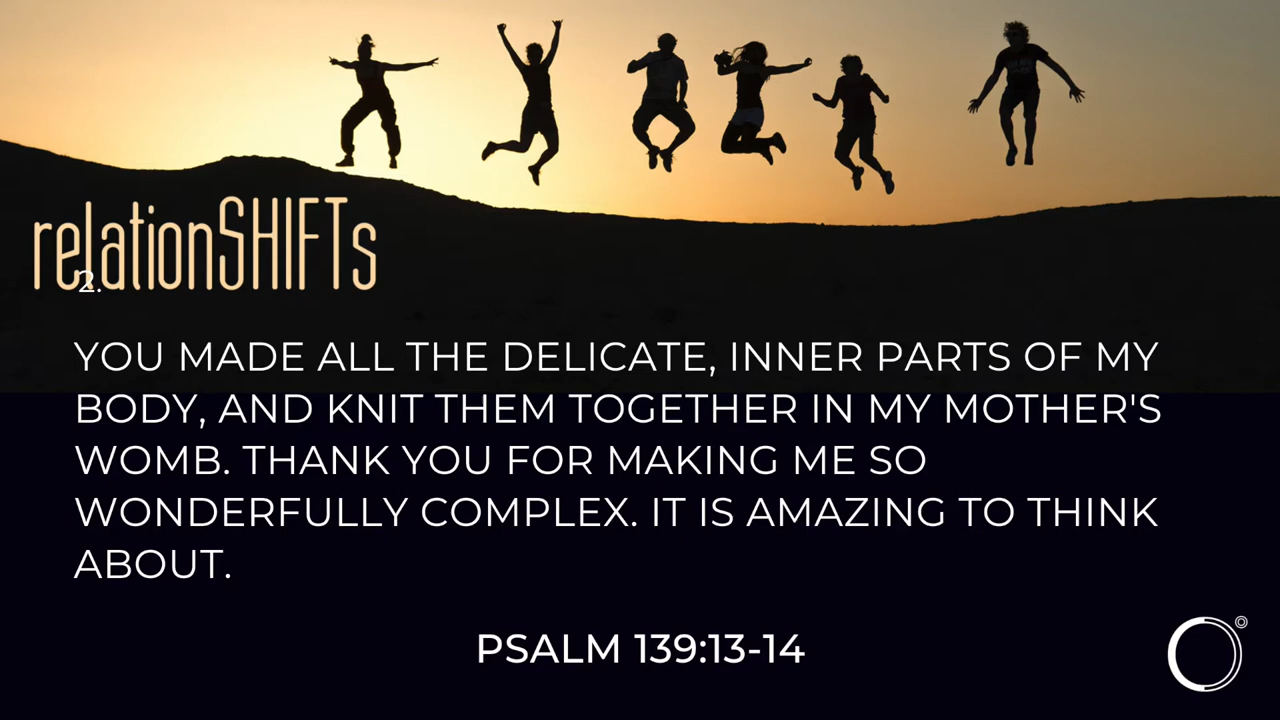 relationSHIFTs
2.
YOU MADE ALL THE DELICATE, INNER PARTS OF MY
BODY, AND KNIT THEM TOGETHER IN MY MOTHER'S
WOMB. THANK YOU FOR MAKING ME SO
WONDERFULLY COMPLEX. IT IS AMAZING TO THINK
ABOUT.
PSALM 139:13-14